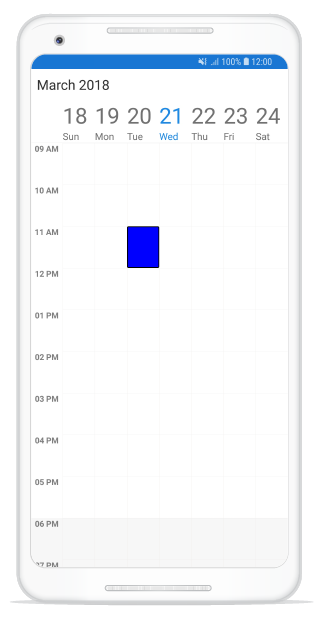 100% 12:00
March 2018
18 19 20 21 22 23 24
Sun Mon Tue Wed Thu Fri Sat
09 AM
10 AM
11 AM
12 PM
01 PM
02 PM
03 PM
04 PM
05 PM
06 PM